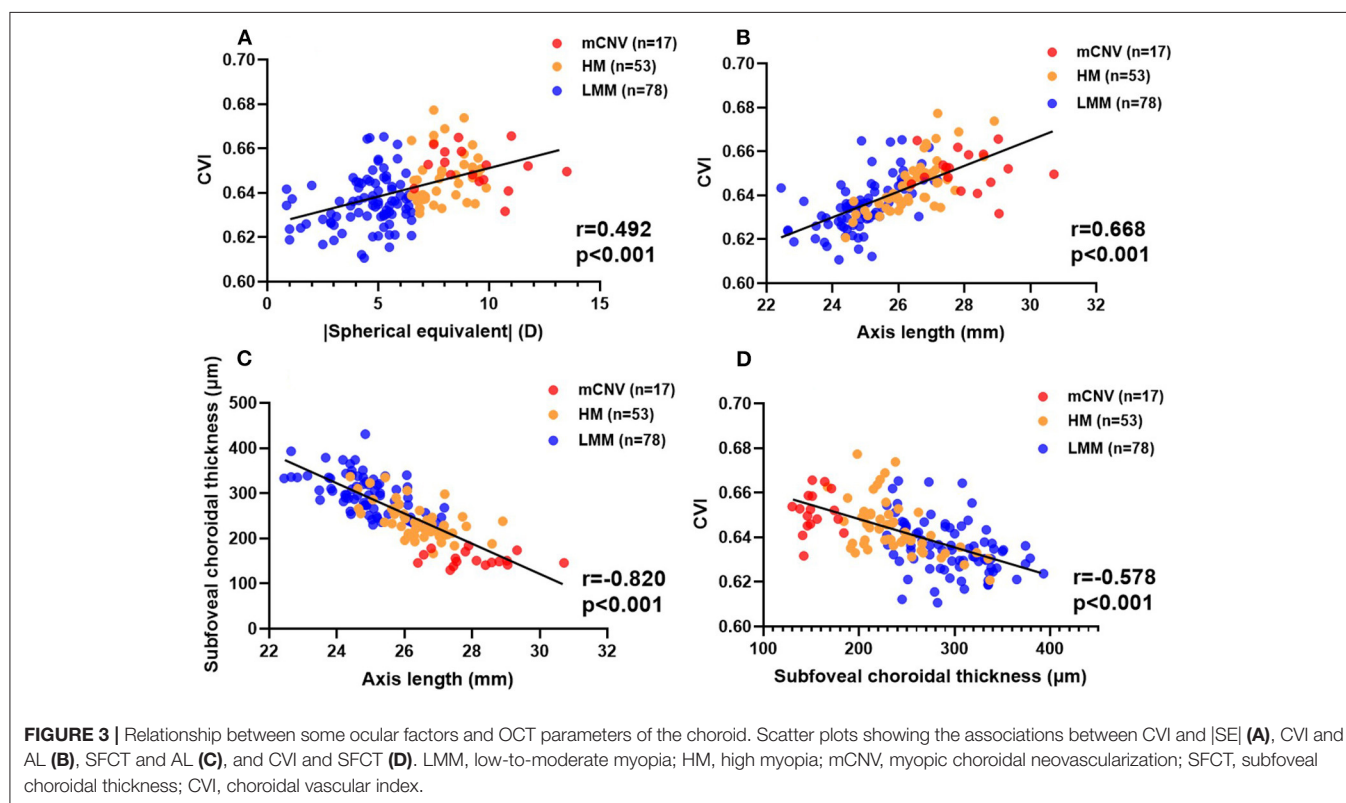 A
mCNV (n=17)
HM (n=53)
LMM (n=78)
0.70
0.68
0.66
0.64
0.62
0.60
CVI
0 5 10 15
|Spherical equivalent| (D)
r=0.492
p<0.001
B
mCNV (n=17)
HM (n=53)
LMM (n=78)
0.70
0.68
0.66
0.64
0.62
0.60
CVI
22 24 26 28 30 32
Axis length (mm)
r=0.668
p<0.001
C
mCNV (n=17)
HM (n=53)
LMM (n=78)
500
400
300
200
100
0
Subfoveal choroidal thickness (µm)
22 24 26 28 30 32
Axis length (mm)
r=-0.820
p<0.001
D
mCNV (n=17)
HM (n=53)
LMM (n=78)
0.70
0.68
0.66
0.64
0.62
0.60
CVI
100 200 300 400
Subfoveal choroidal thickness (µm)
r=-0.578
p<0.001
FIGURE 3 | Relationship between some ocular factors and OCT parameters of the choroid. Scatter plots showing the associations between CVI and |SE| (A), CVI and
AL (B), SFCT and AL (C), and CVI and SFCT (D). LMM, low-to-moderate myopia; HM, high myopia; mCNV, myopic choroidal neovascularization; SFCT, subfoveal
choroidal thickness; CVI, choroidal vascular index.